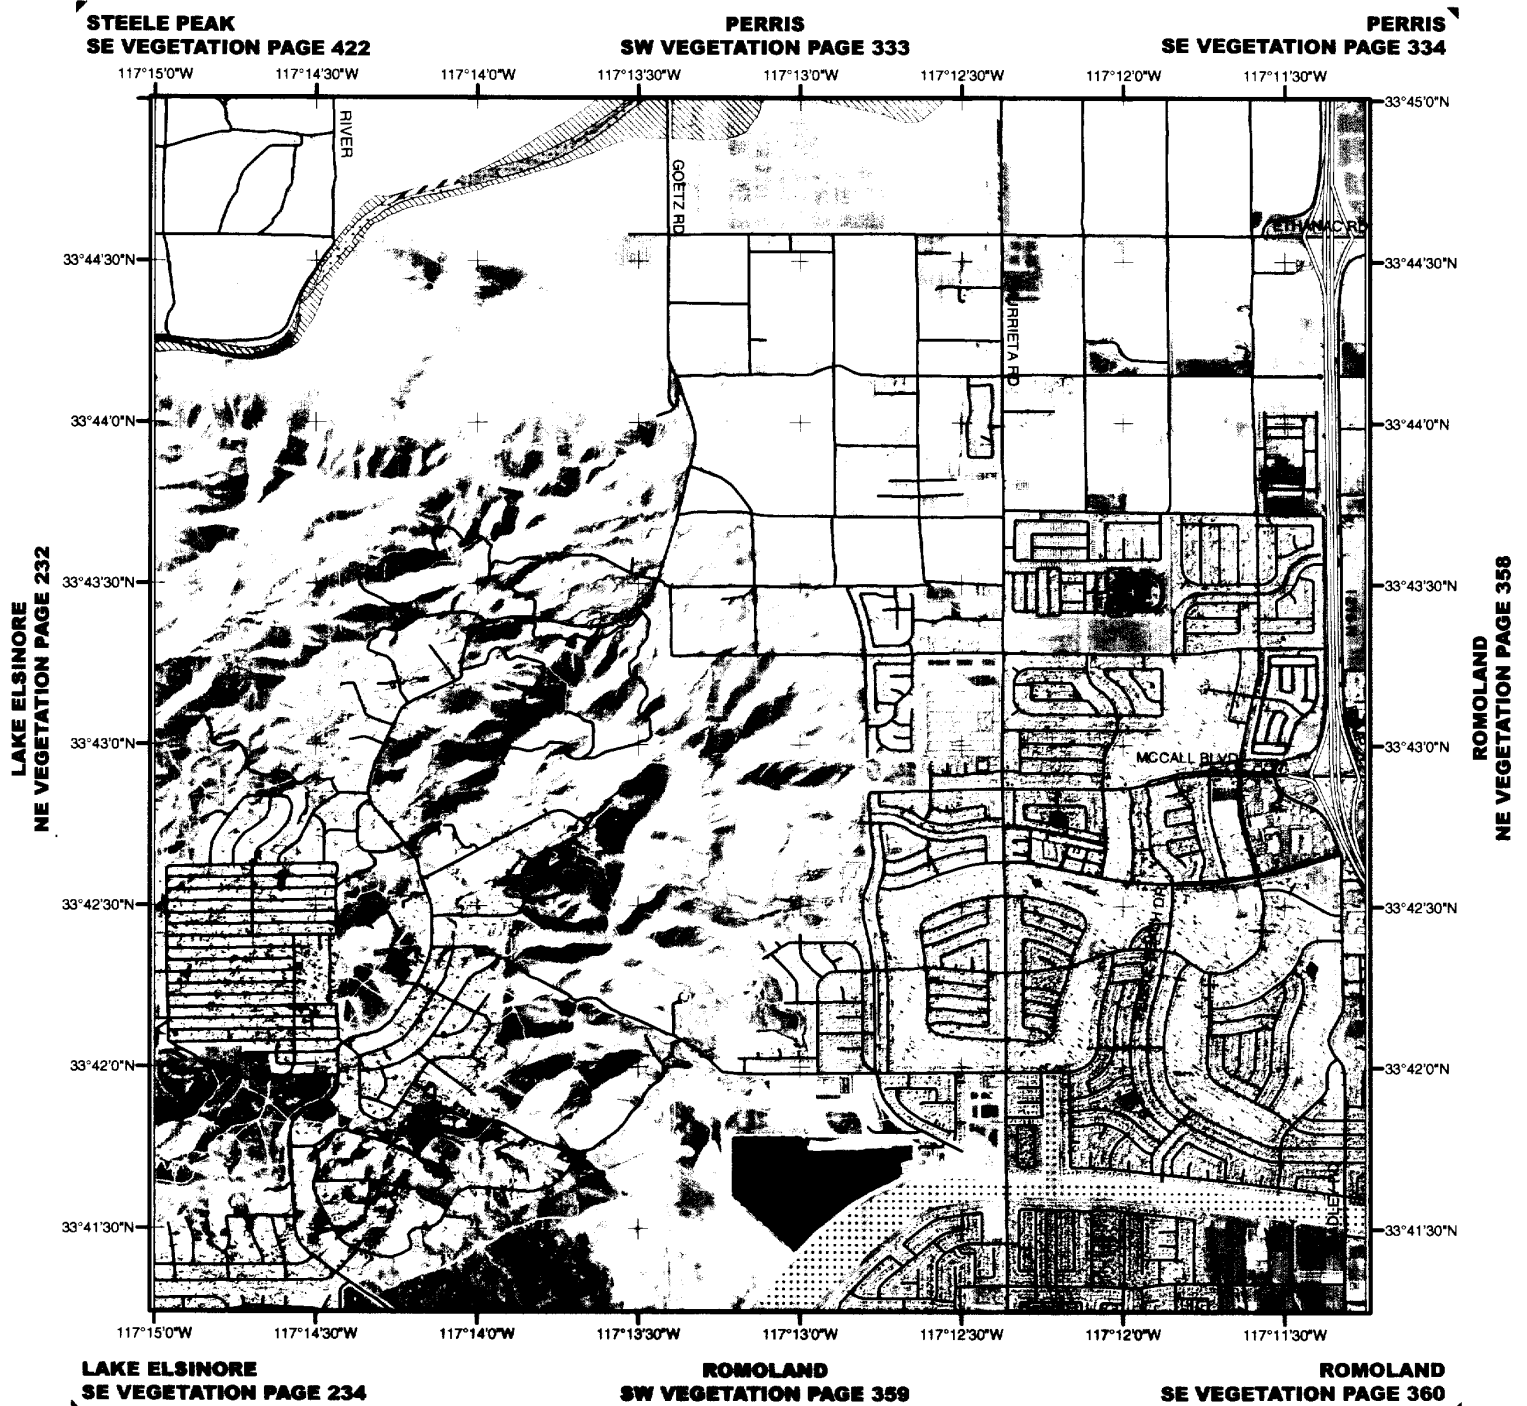 STEELE PEAK
SE VEGETATION PAGE 422
PERRIS
SW VEGETATION PAGE 333
PERRIS
SE VEGETATION PAGE 334
117°15'0"W
117°14'30"W
117°14'0"W
117°13'30"W
117°13'0"W
117°12'30"W
117°12'0"W
117°11'30"W
33°45'0"N
RIVER
GOETZ RD
ETHANAC RD
33°44'30"N
33°44'30"N
33°44'0"N
33°44'0"N
33°43'30"N
33°43'30"N
LAKE ELSINORE
NE VEGETATION PAGE 232
ROMOLAND
NE VEGETATION PAGE 358
33°43'0"N
33°43'0"N
MCCALL BLVD
33°42'30"N
33°42'30"N
33°42'0"N
33°42'0"N
33°41'30"N
33°41'30"N
117°15'0"W
117°14'30"W
117°14'0"W
117°13'30"W
117°13'0"W
117°12'30"W
117°12'0"W
117°11'30"W
LAKE ELSINORE
SE VEGETATION PAGE 234
ROMOLAND
SW VEGETATION PAGE 359
ROMOLAND
SE VEGETATION PAGE 360